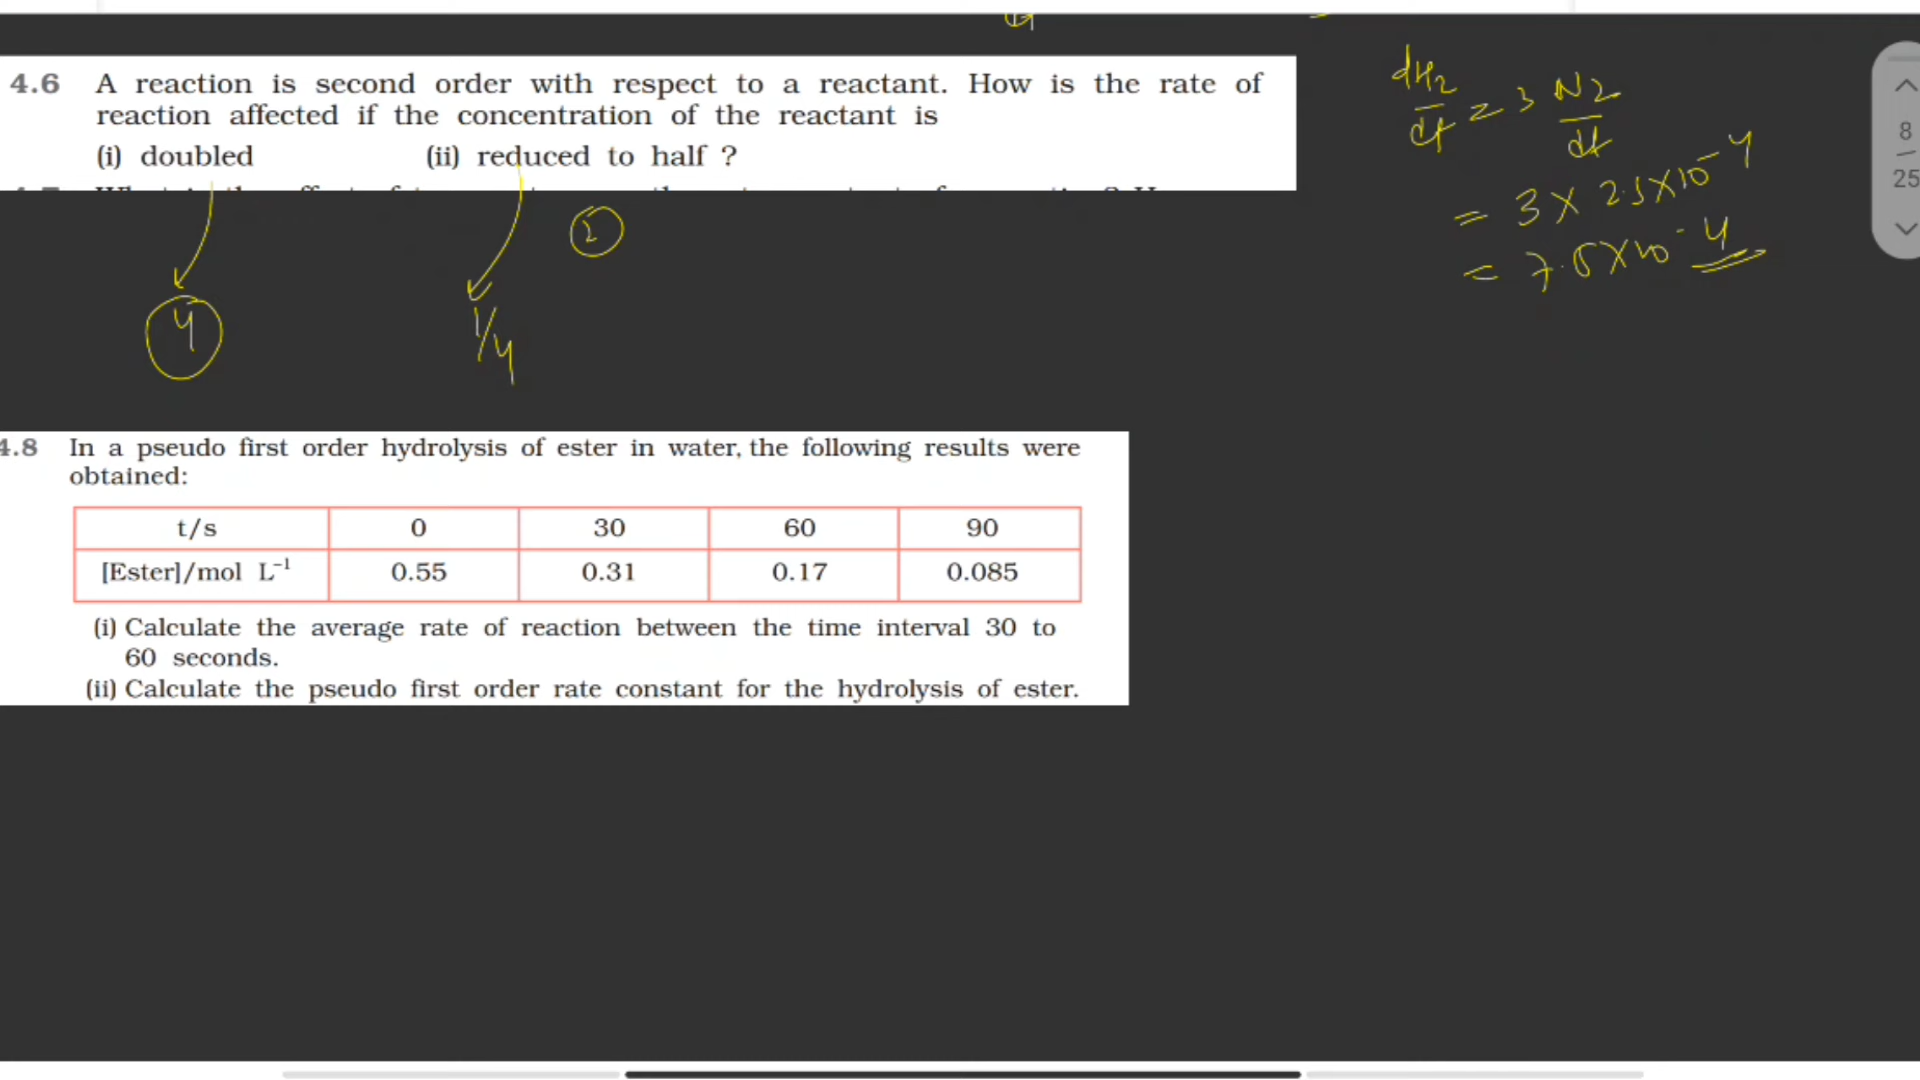 4.6 A reaction is second order with respect to a reactant. How is the rate of
reaction affected if the concentration of the reactant is
(i) doubled (ii) reduced to half ?
4
1/4
2
dH2/dt = 3 N2/dt
= 3 × 2.5×10-4
= 7.5×10-4
8
25
4.8 In a pseudo first order hydrolysis of ester in water, the following results were
obtained:
t/s 0 30 60 90
[Ester]/mol L⁻¹ 0.55 0.31 0.17 0.085
(i) Calculate the average rate of reaction between the time interval 30 to
60 seconds.
(ii) Calculate the pseudo first order rate constant for the hydrolysis of ester.